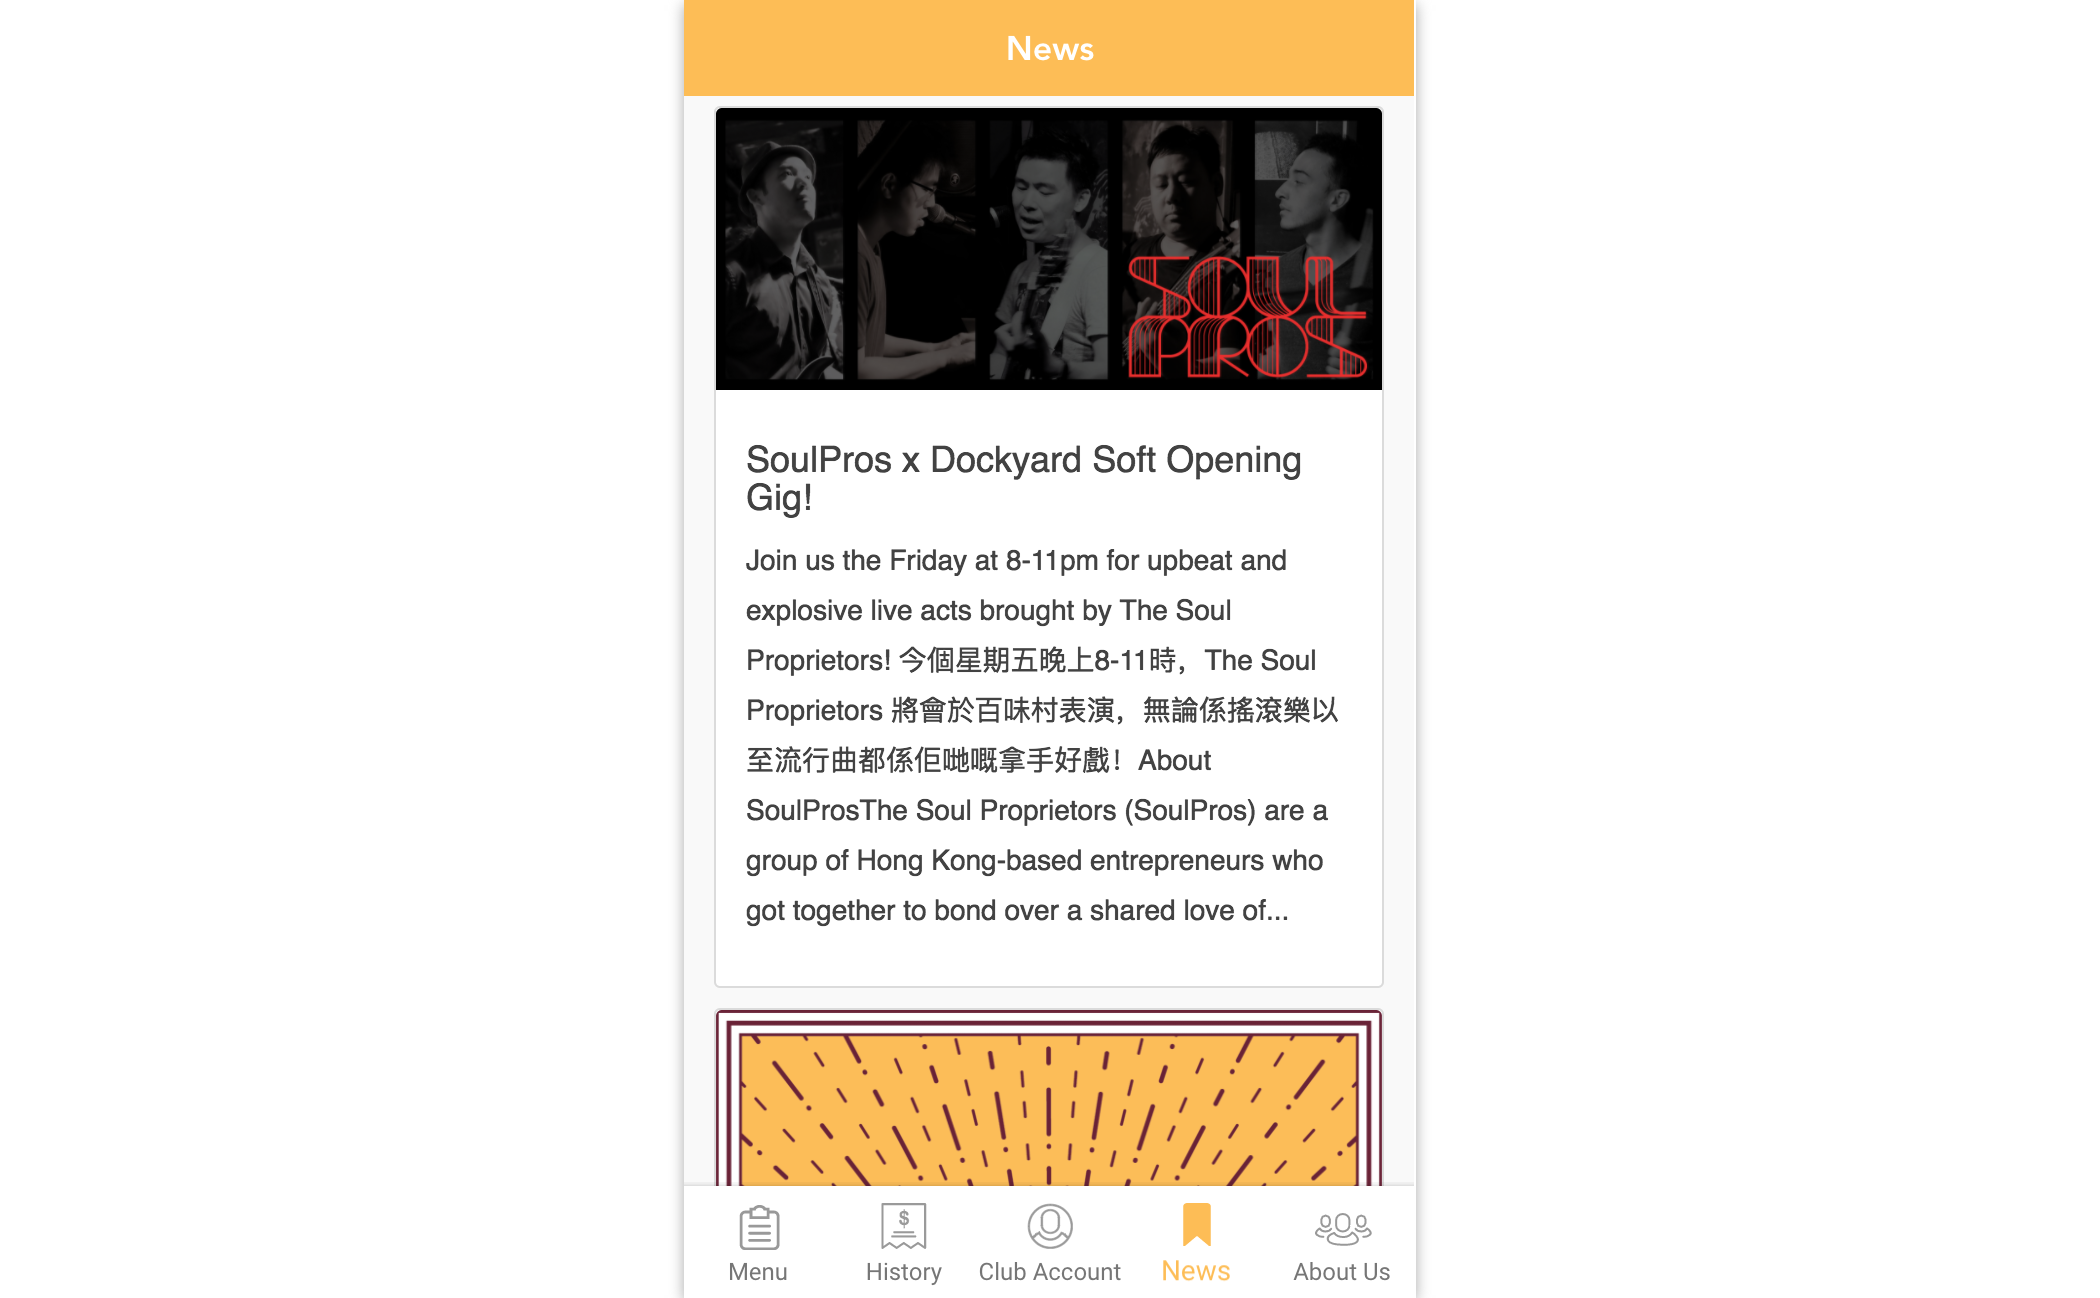 News
SOUL
PROS
SoulPros x Dockyard Soft Opening
Gig!
Join us the Friday at 8-11pm for upbeat and
explosive live acts brought by The Soul
Proprietors! 今個星期五晚上8-11時，The Soul
Proprietors 將會於百味村表演，無論係搖滾樂以
至流行曲都係佢哋嘅拿手好戲！About
SoulProsThe Soul Proprietors (SoulPros) are a
group of Hong Kong-based entrepreneurs who
got together to bond over a shared love of...
$
Menu
History
Club Account
News
About Us